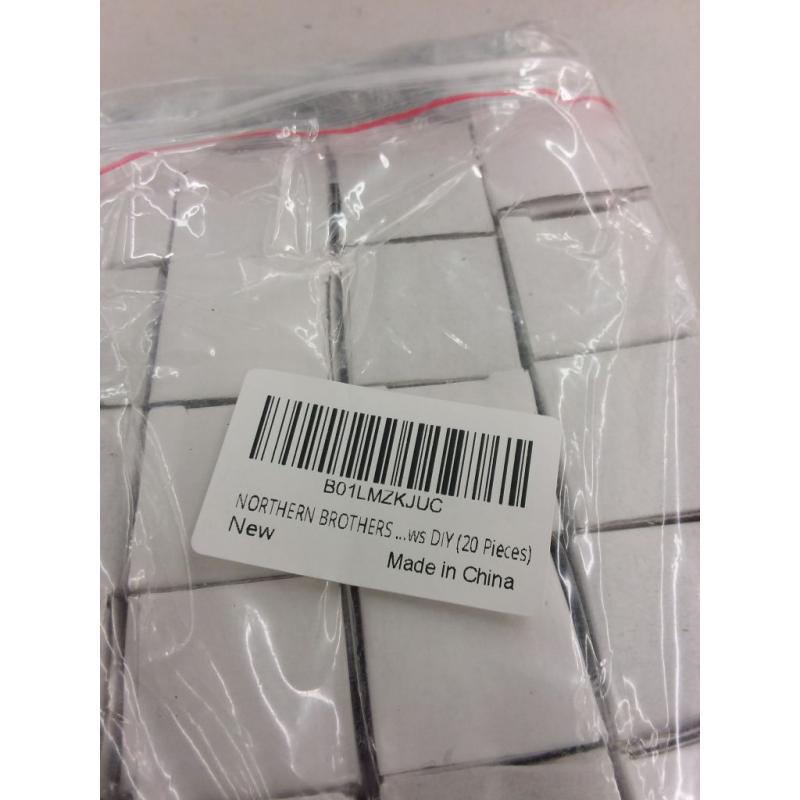 B01LMZKJUC
NORTHERN BROTHERS ...ws DIY (20 Pieces)
New
Made in China